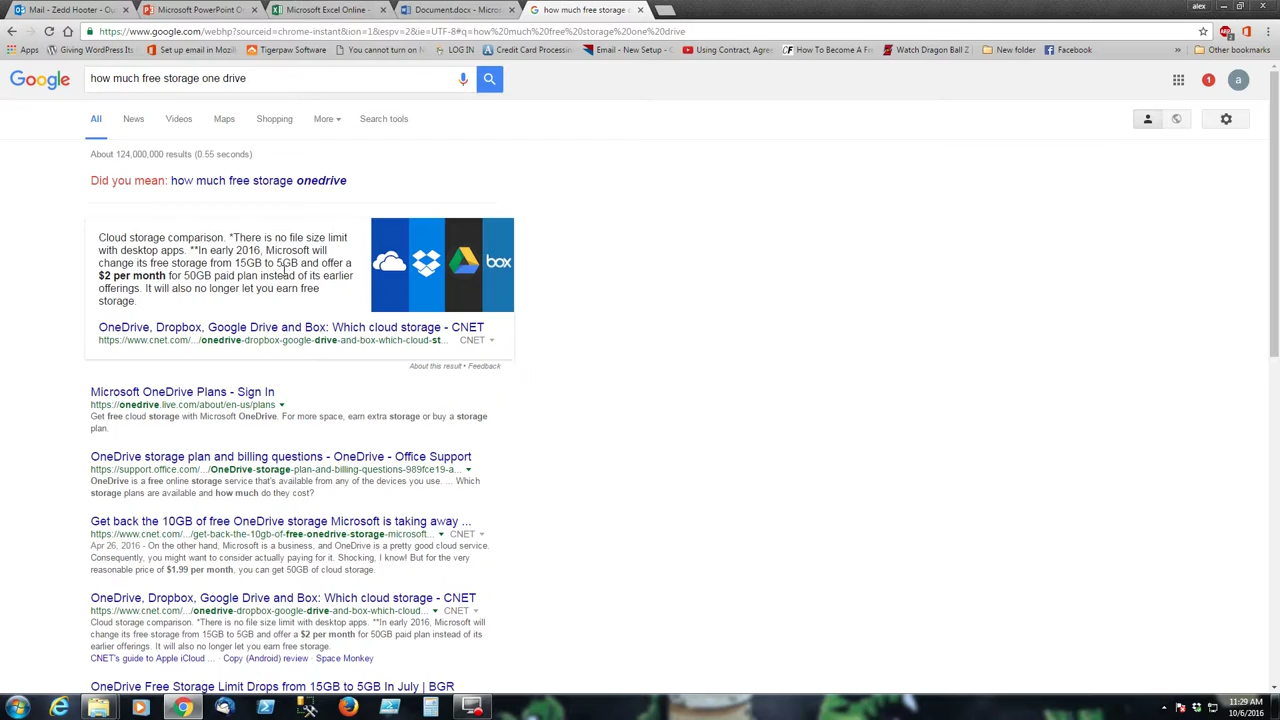 Mail - Zedd Hooter - Ou...
Microsoft PowerPoint O...
Microsoft Excel Online -
Document.docx - Micros...
how much free storage
alex
https://www.google.com/webhp?sourceid=chrome-instant&ion=1&espv=2&ie=UTF-8#q=how%20much%20free%20storage%20one%20drive
Apps
Giving WordPress Its
Set up email in Mozill
Tigerpaw Software
You cannot turn on
LOG IN
Credit Card Processing
Email - New Setup -
Using Contract, Agree
How To Become A Fre
Watch Dragon Ball Z
New folder
Facebook
»
Other bookmarks
Google
how much free storage one drive
1
a
All
News
Videos
Maps
Shopping
More
Search tools
About 124,000,000 results (0.55 seconds)
Did you mean: how much free storage onedrive
Cloud storage comparison. *There is no file size limit
with desktop apps. **In early 2016, Microsoft will
change its free storage from 15GB to 5GB and offer a
$2 per month for 50GB paid plan instead of its earlier
offerings. It will also no longer let you earn free
storage.
box
OneDrive, Dropbox, Google Drive and Box: Which cloud storage - CNET
https://www.cnet.com/.../onedrive-dropbox-google-drive-and-box-which-cloud-st... CNET
About this result • Feedback
Microsoft OneDrive Plans - Sign In
https://onedrive.live.com/about/en-us/plans
Get free cloud storage with Microsoft OneDrive. For more space, earn extra storage or buy a storage
plan.
OneDrive storage plan and billing questions - OneDrive - Office Support
https://support.office.com/.../OneDrive-storage-plan-and-billing-questions-989fce19-a...
OneDrive is a free online storage service that's available from any of the devices you use. ... Which
storage plans are available and how much do they cost?
Get back the 10GB of free OneDrive storage Microsoft is taking away ...
https://www.cnet.com/.../get-back-the-10gb-of-free-onedrive-storage-microsoft... CNET
Apr 26, 2016 - On the other hand, Microsoft is a business, and OneDrive is a pretty good cloud service.
Consequently, you might want to consider actually paying for it. Shocking, I know! But for the very
reasonable price of $1.99 per month, you can get 50GB of cloud storage.
OneDrive, Dropbox, Google Drive and Box: Which cloud storage - CNET
https://www.cnet.com/.../onedrive-dropbox-google-drive-and-box-which-cloud... CNET
Cloud storage comparison. *There is no file size limit with desktop apps. **In early 2016, Microsoft will
change its free storage from 15GB to 5GB and offer a $2 per month for 50GB paid plan instead of its
earlier offerings. It will also no longer let you earn free storage.
CNET's guide to Apple iCloud ... · Copy (Android) review · Space Monkey
OneDrive Free Storage Limit Drops from 15GB to 5GB In July | BGR
11:29 AM
10/6/2016